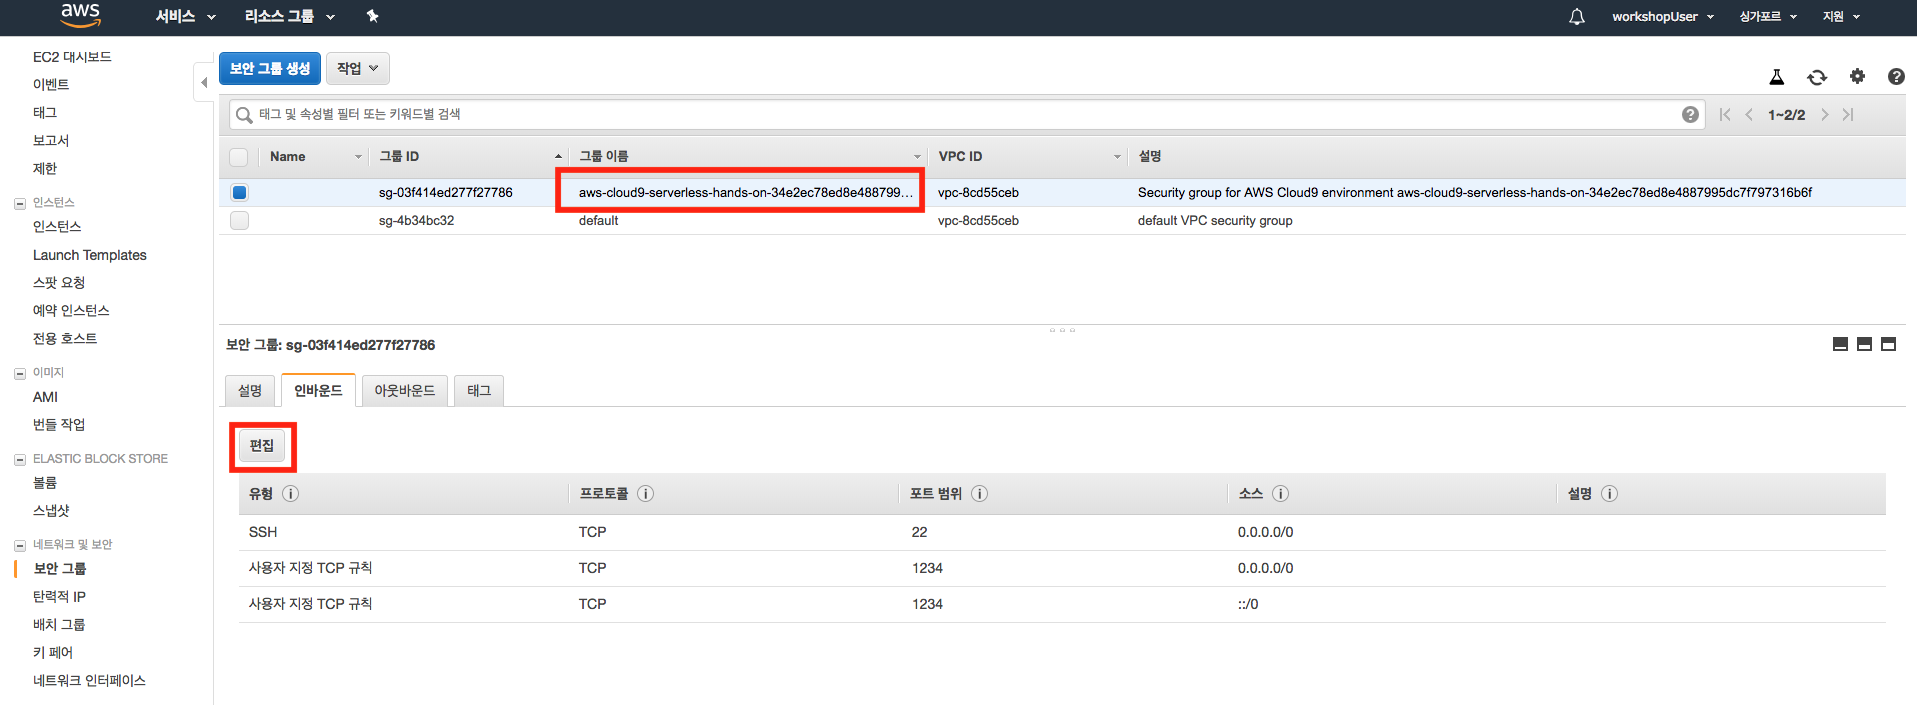 aws 서비스 리소스 그룹 workshopUser 싱가포르 지원
EC2 대시보드
이벤트
태그
보고서
제한
인스턴스
인스턴스
Launch Templates
스팟 요청
예약 인스턴스
전용 호스트
이미지
AMI
번들 작업
ELASTIC BLOCK STORE
볼륨
스냅샷
네트워크 및 보안
보안 그룹
탄력적 IP
배치 그룹
키 페어
네트워크 인터페이스
보안 그룹 생성 작업
태그 및 속성별 필터 또는 키워드별 검색 1~2/2
Name 그룹 ID 그룹 이름 VPC ID 설명
sg-03f414ed277f27786 aws-cloud9-serverless-hands-on-34e2ec78ed8e488799... vpc-8cd55ceb Security group for AWS Cloud9 environment aws-cloud9-serverless-hands-on-34e2ec78ed8e4887995dc7f797316b6f
sg-4b34bc32 default vpc-8cd55ceb default VPC security group
보안 그룹: sg-03f414ed277f27786
설명 인바운드 아웃바운드 태그
편집
유형 프로토콜 포트 범위 소스 설명
SSH TCP 22 0.0.0.0/0
사용자 지정 TCP 규칙 TCP 1234 0.0.0.0/0
사용자 지정 TCP 규칙 TCP 1234 ::/0